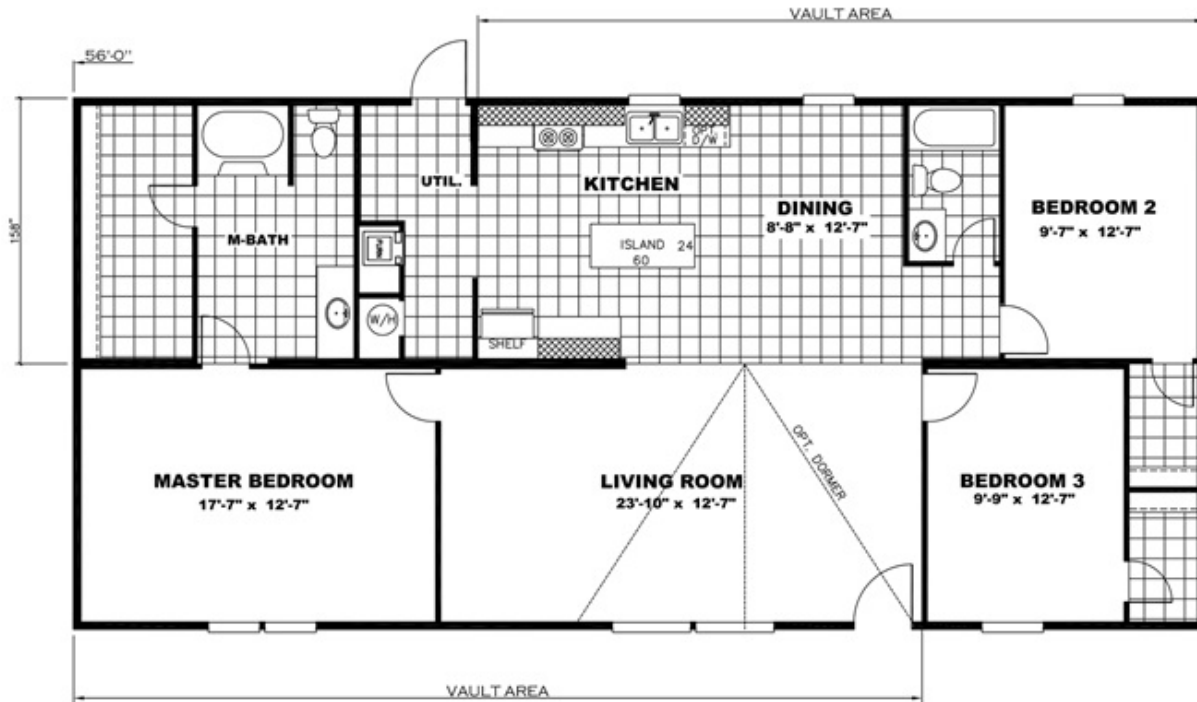 VAULT AREA
56'-0"
158"
UTIL.
M-BATH
FURN
W/H
KITCHEN
OPT.
D/W
ISLAND 24
60
SHELF
DINING
8'-8" x 12'-7"
BEDROOM 2
9'-7" x 12'-7"
MASTER BEDROOM
17'-7" x 12'-7"
LIVING ROOM
23'-10" x 12'-7"
OPT. DORMER
BEDROOM 3
9'-9" x 12'-7"
VAULT AREA